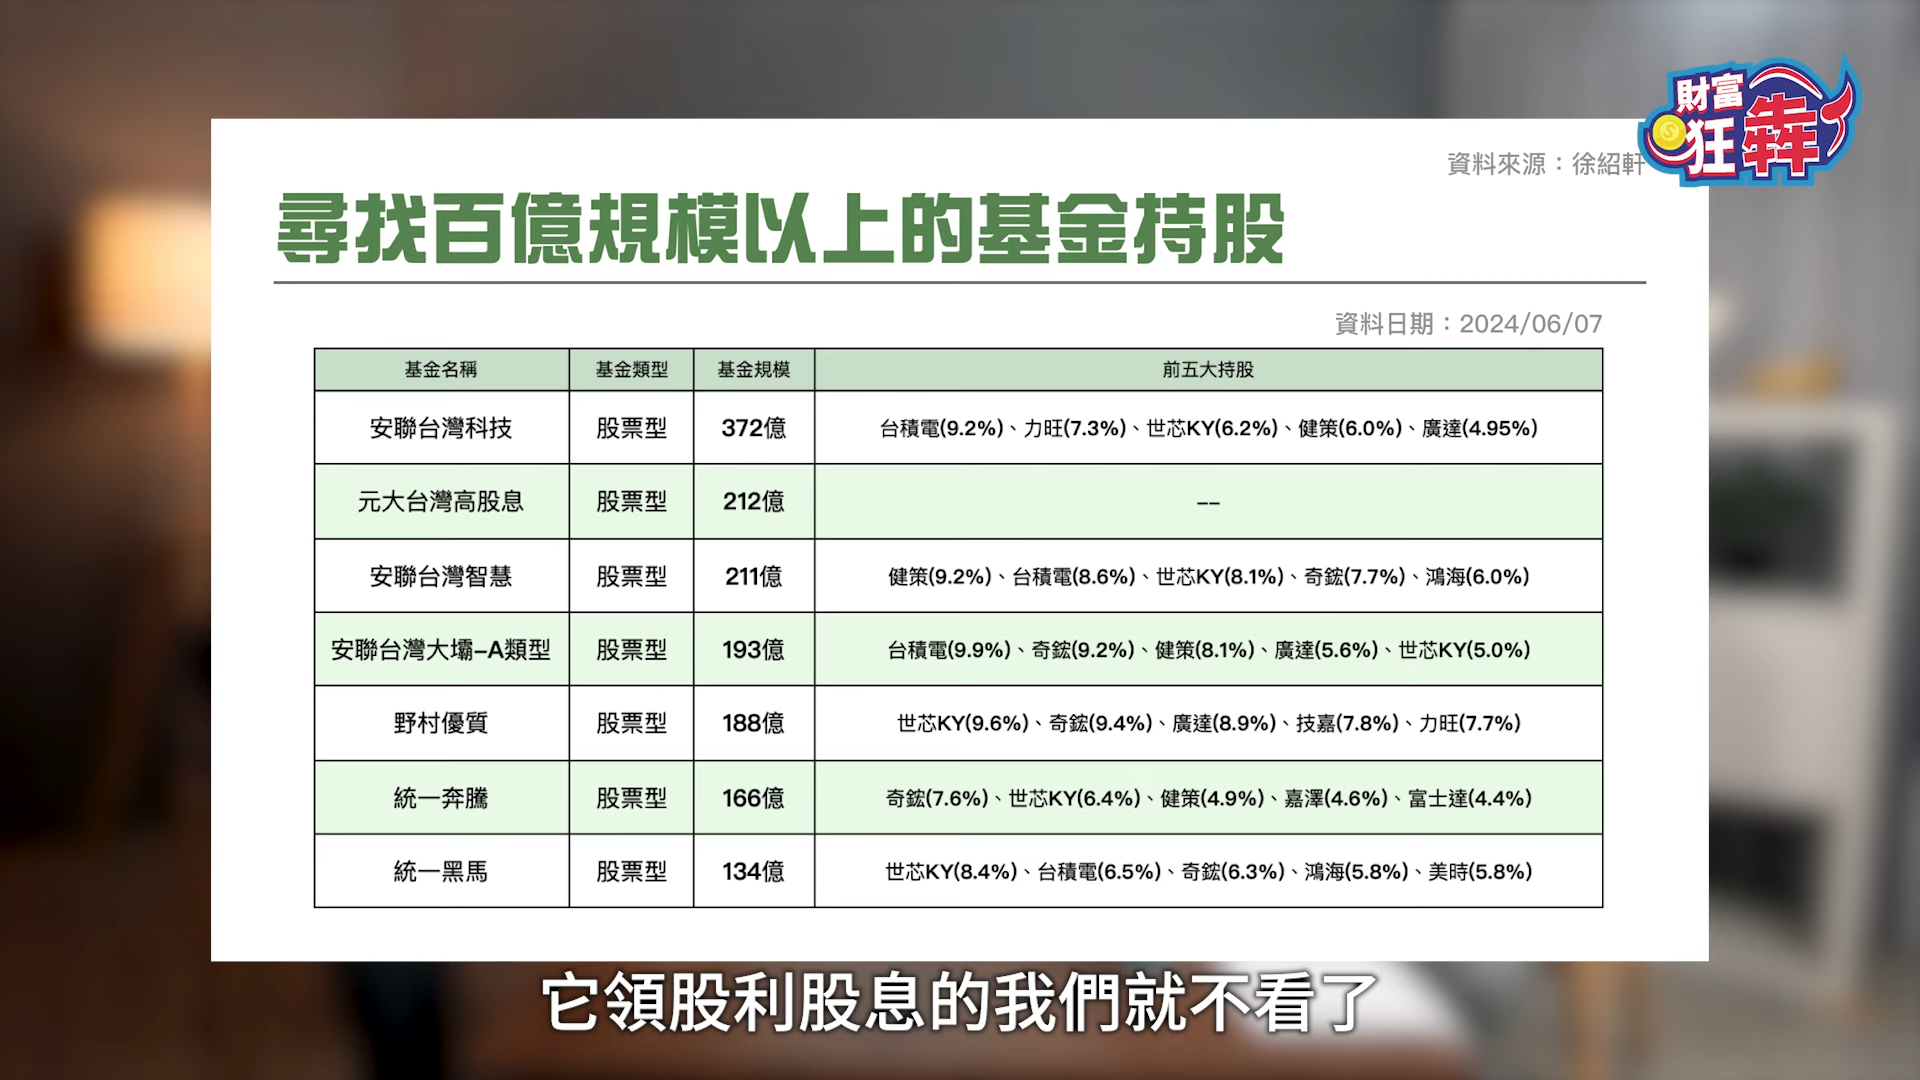 財富
狂犇
資料來源：徐紹軒
尋找百億規模以上的基金持股
資料日期：2024/06/07
基金名稱 基金類型 基金規模 前五大持股
安聯台灣科技 股票型 372億 台積電(9.2%)、力旺(7.3%)、世芯KY(6.2%)、健策(6.0%)、廣達(4.95%)
元大台灣高股息 股票型 212億 --
安聯台灣智慧 股票型 211億 健策(9.2%)、台積電(8.6%)、世芯KY(8.1%)、奇鋐(7.7%)、鴻海(6.0%)
安聯台灣大壩-A類型 股票型 193億 台積電(9.9%)、奇鋐(9.2%)、健策(8.1%)、廣達(5.6%)、世芯KY(5.0%)
野村優質 股票型 188億 世芯KY(9.6%)、奇鋐(9.4%)、廣達(8.9%)、技嘉(7.8%)、力旺(7.7%)
統一奔騰 股票型 166億 奇鋐(7.6%)、世芯KY(6.4%)、健策(4.9%)、嘉澤(4.6%)、富士達(4.4%)
統一黑馬 股票型 134億 世芯KY(8.4%)、台積電(6.5%)、奇鋐(6.3%)、鴻海(5.8%)、美時(5.8%)
它領股利股息的我們就不看了